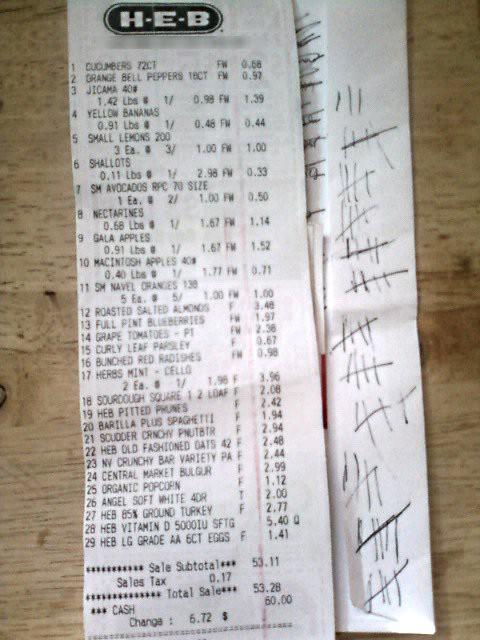 H-E-B
1 CUCUMBERS 72CT FW 0.68
2 ORANGE BELL PEPPERS 18CT FW 0.97
3 JICAMA 40#
1.42 Lbs @ 1/ 0.98 FW 1.39
4 YELLOW BANANAS
0.91 Lbs @ 1/ 0.48 FW 0.44
5 SMALL LEMONS 200
3 Ea. @ 3/ 1.00 FW 1.00
6 SHALLOTS
0.11 Lbs @ 1/ 2.98 FW 0.33
7 SM AVOCADOS RPC 70 SIZE
1 Ea. @ 2/ 1.00 FW 0.50
8 NECTARINES
0.68 Lbs @ 1/ 1.67 FW 1.14
9 GALA APPLES
0.91 Lbs @ 1/ 1.67 FW 1.52
10 MACINTOSH APPLES 40#
0.40 Lbs @ 1/ 1.77 FW 0.71
11 SM NAVEL ORANGES 138
5 Ea. @ 5/ 1.00 FW 1.00
12 ROASTED SALTED ALMONDS F 3.48
13 FULL PINT BLUEBERRIES FW 1.97
14 GRAPE TOMATOES - P1 FW 2.38
15 CURLY LEAF PARSLEY F 0.67
16 BUNCHED RED RADISHES FW 0.98
17 HERBS MINT - CELLO
2 Ea. @ 1/ 1.98 F 3.96
18 SOURDOUGH SQUARE 1 2 LOAF F 2.08
19 HEB PITTED PRUNES F 2.42
20 BARILLA PLUS SPAGHETTI F 1.94
21 SCUDDER CRNCHY PNUTBTR F 2.94
22 HEB OLD FASHIONED OATS 42 F 2.48
23 NV CRUNCHY BAR VARIETY PA F 2.44
24 CENTRAL MARKET BULGUR F 2.99
25 ORGANIC POPCORN F 1.12
26 ANGEL SOFT WHITE 4DR T 2.00
27 HEB 85% GROUND TURKEY F 2.77
28 HEB VITAMIN D 5000IU SFTG 5.40 Q
29 HEB LG GRADE AA 6CT EGGS F 1.41
*********** Sale Subtotal*** 53.11
Sales Tax 0.17
*********** Total Sale*** 53.28
*** CASH 60.00
Change : 6.72 $